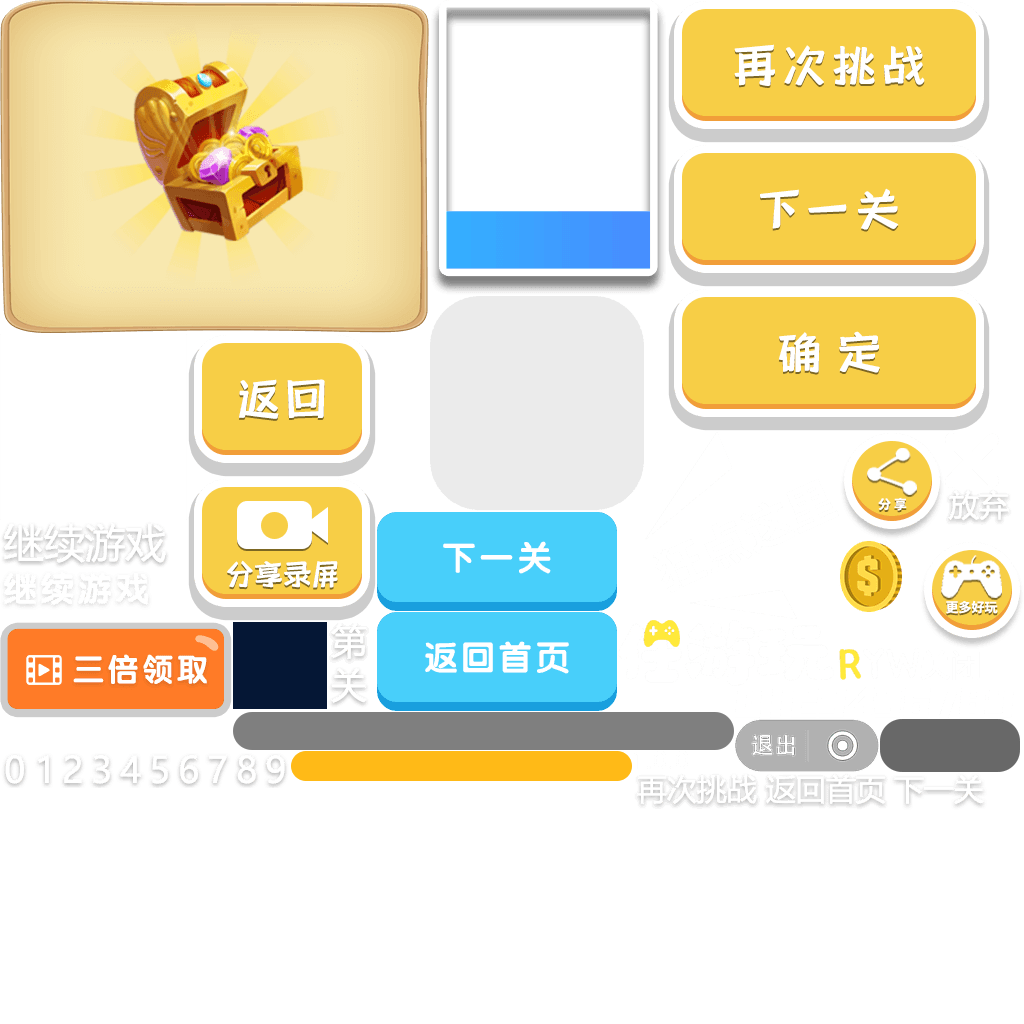 再次挑战
下一关
确定
返回
分享
放弃
继续游戏
继续游戏
分享录屏
下一关
更多好玩
三倍领取
第
关
返回首页
R
退出
0123456789
再次挑战 返回首页 下一关